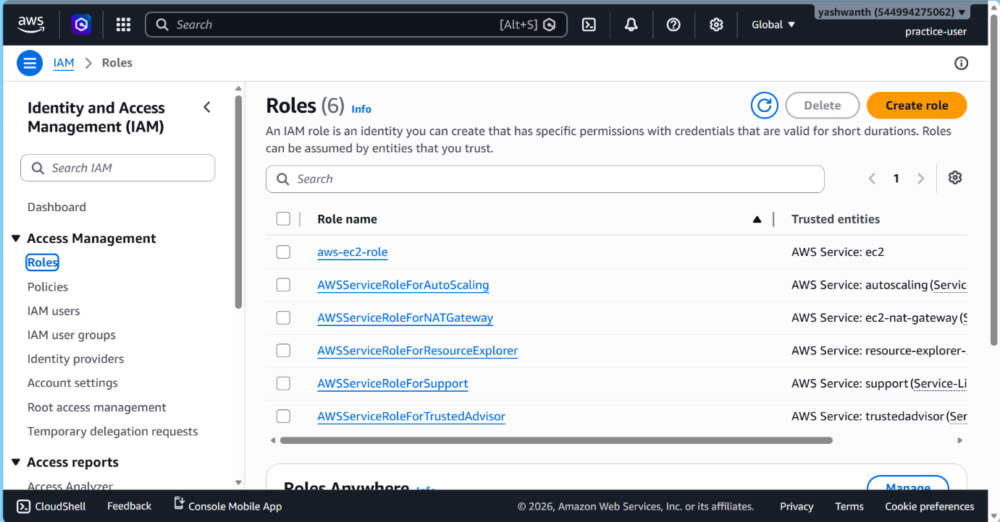 aws
Search
[Alt+S]
Global ▼
yashwanth (544994275062) ▼
practice-user
IAM > Roles
Identity and Access
Management (IAM)
Search IAM
Dashboard
Access Management
Roles
Policies
IAM users
IAM user groups
Identity providers
Account settings
Root access management
Temporary delegation requests
Access reports
Access Analyzer
Roles (6) Info
Delete
Create role
An IAM role is an identity you can create that has specific permissions with credentials that are valid for short durations. Roles
can be assumed by entities that you trust.
Search
1
Role name ▲ Trusted entities
aws-ec2-role AWS Service: ec2
AWSServiceRoleForAutoScaling AWS Service: autoscaling (Servic
AWSServiceRoleForNATGateway AWS Service: ec2-nat-gateway (S
AWSServiceRoleForResourceExplorer AWS Service: resource-explorer-
AWSServiceRoleForSupport AWS Service: support (Service-Li
AWSServiceRoleForTrustedAdvisor AWS Service: trustedadvisor (Ser
Roles Anywhere Info
Manage
CloudShell Feedback Console Mobile App © 2026, Amazon Web Services, Inc. or its affiliates. Privacy Terms Cookie preferences